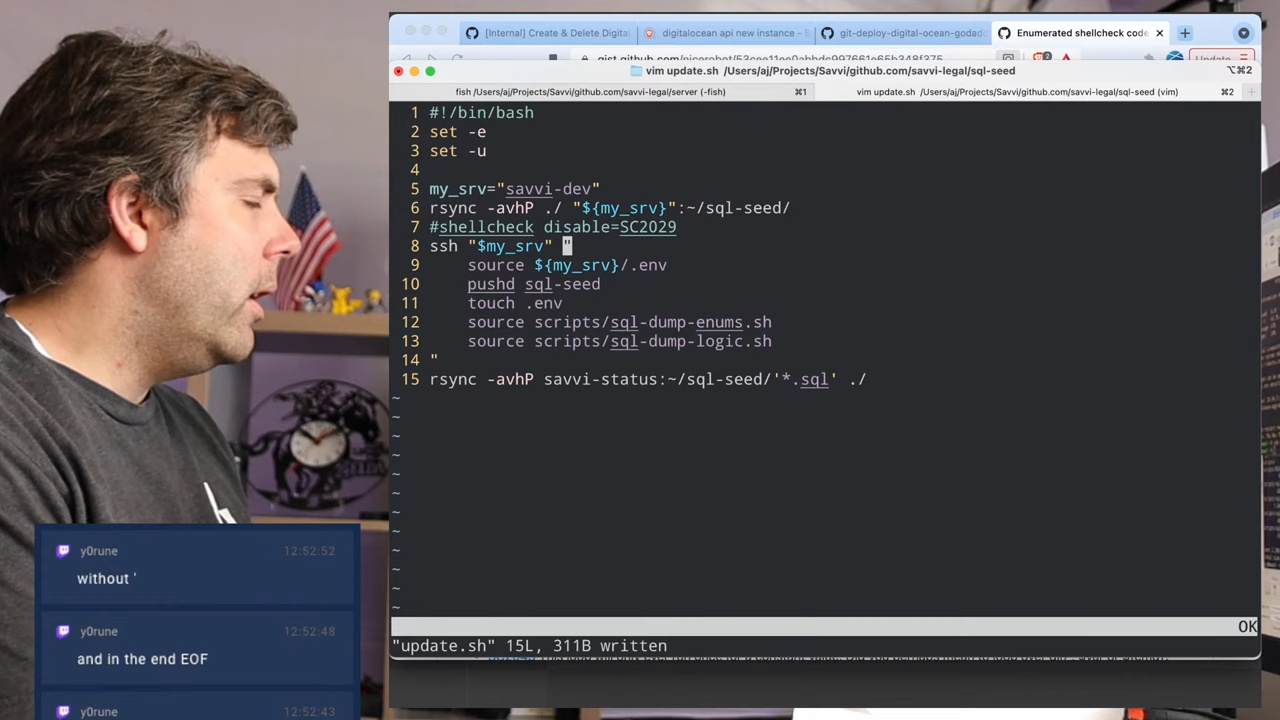 [Internal] Create & Delete Digital
digitalocean api new instance -
git-deploy-digital-ocean-godad
Enumerated shellcheck code
vim update.sh /Users/aj/Projects/Savvi/github.com/savvi-legal/sql-seed
⌥⌘2
fish /Users/aj/Projects/Savvi/github.com/savvi-legal/server (-fish)
⌘1
vim update.sh /Users/aj/Projects/Savvi/github.com/savvi-legal/sql-seed (vim)
⌘2
1 #!/bin/bash
2 set -e
3 set -u
4
5 my_srv="savvi-dev"
6 rsync -avhP ./ "${my_srv}":~/sql-seed/
7 #shellcheck disable=SC2029
8 ssh "$my_srv" "
9 source ${my_srv}/.env
10 pushd sql-seed
11 touch .env
12 source scripts/sql-dump-enums.sh
13 source scripts/sql-dump-logic.sh
14 "
15 rsync -avhP savvi-status:~/sql-seed/'*.sql' ./
~
~
~
~
~
~
~
~
~
~
~
~
OK
"update.sh" 15L, 311B written
y0rune 12:52:52
without '
y0rune 12:52:48
and in the end EOF
y0rune 12:52:43